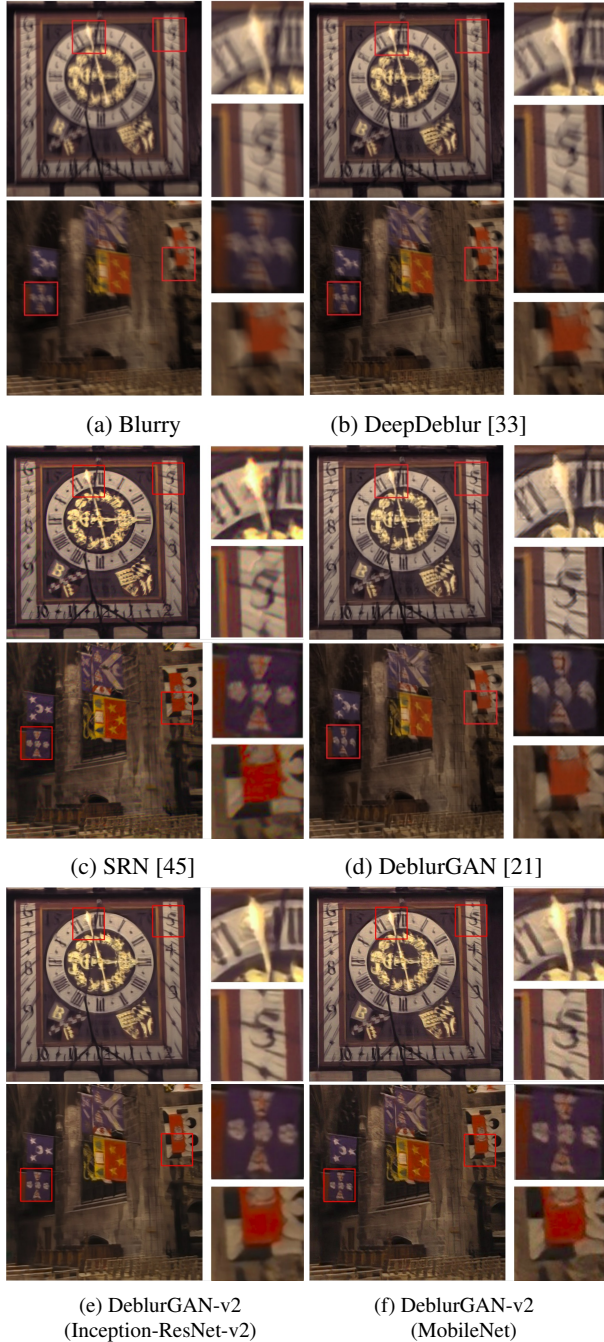 (a) Blurry
(b) DeepDeblur [33]
(c) SRN [45]
(d) DeblurGAN [21]
(e) DeblurGAN-v2
(Inception-ResNet-v2)
(f) DeblurGAN-v2
(MobileNet)